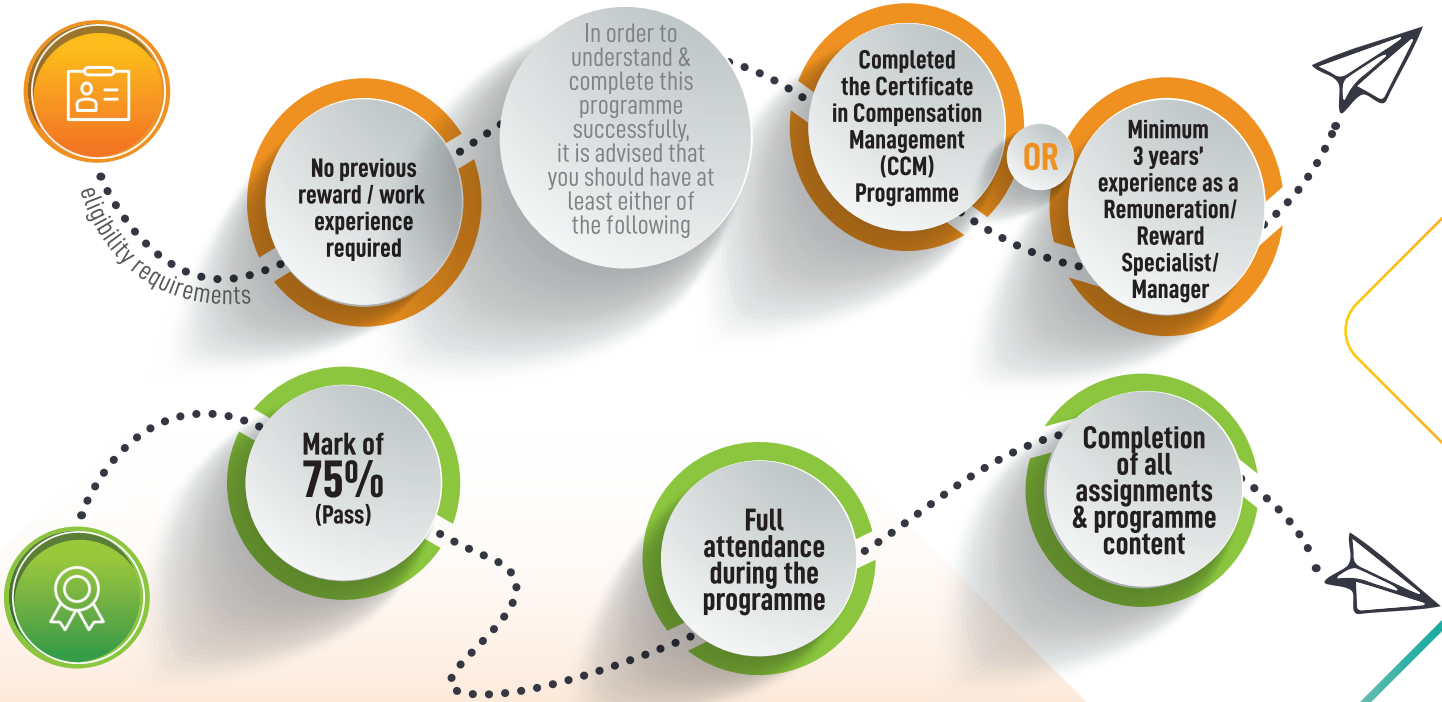 eligibility requirements
No previous
reward / work
experience
required
In order to
understand &
complete this
programme
successfully,
it is advised that
you should have at
least either of
the following
Completed
the Certificate
in Compensation
Management
(CCM)
Programme
OR
Minimum
3 years’
experience as a
Remuneration/
Reward
Specialist/
Manager
Mark of
75%
(Pass)
Full
attendance
during the
programme
Completion
of all
assignments
& programme
content